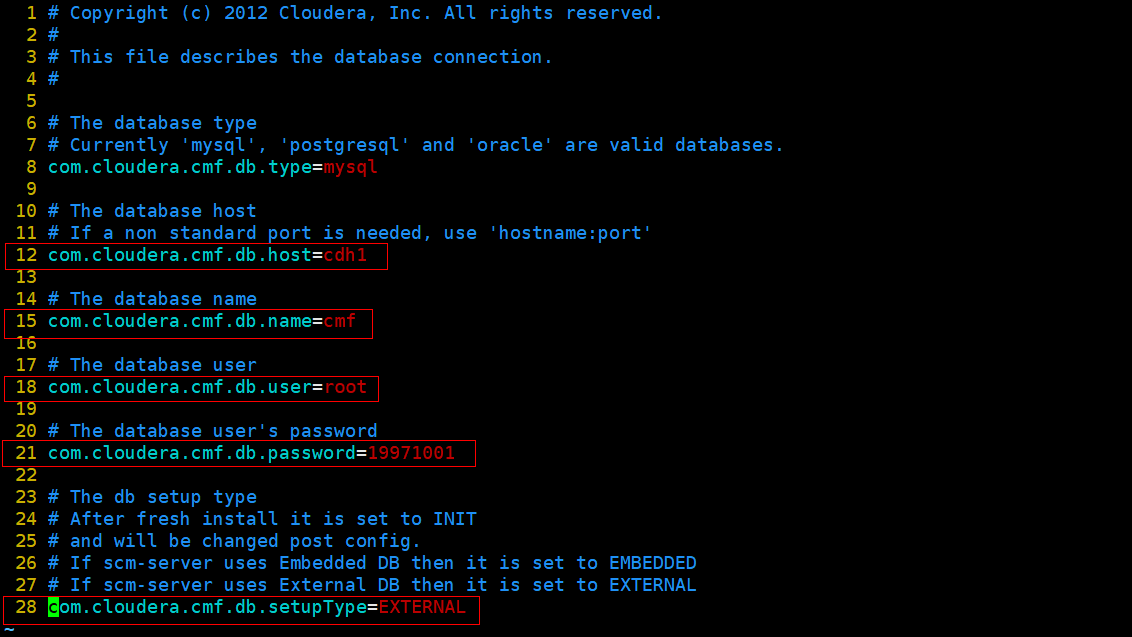 1 # Copyright (c) 2012 Cloudera, Inc. All rights reserved.
2 #
3 # This file describes the database connection.
4 #
5
6 # The database type
7 # Currently 'mysql', 'postgresql' and 'oracle' are valid databases.
8 com.cloudera.cmf.db.type=mysql
9
10 # The database host
11 # If a non standard port is needed, use 'hostname:port'
12 com.cloudera.cmf.db.host=cdh1
13
14 # The database name
15 com.cloudera.cmf.db.name=cmf
16
17 # The database user
18 com.cloudera.cmf.db.user=root
19
20 # The database user's password
21 com.cloudera.cmf.db.password=19971001
22
23 # The db setup type
24 # After fresh install it is set to INIT
25 # and will be changed post config.
26 # If scm-server uses Embedded DB then it is set to EMBEDDED
27 # If scm-server uses External DB then it is set to EXTERNAL
28 com.cloudera.cmf.db.setupType=EXTERNAL
~